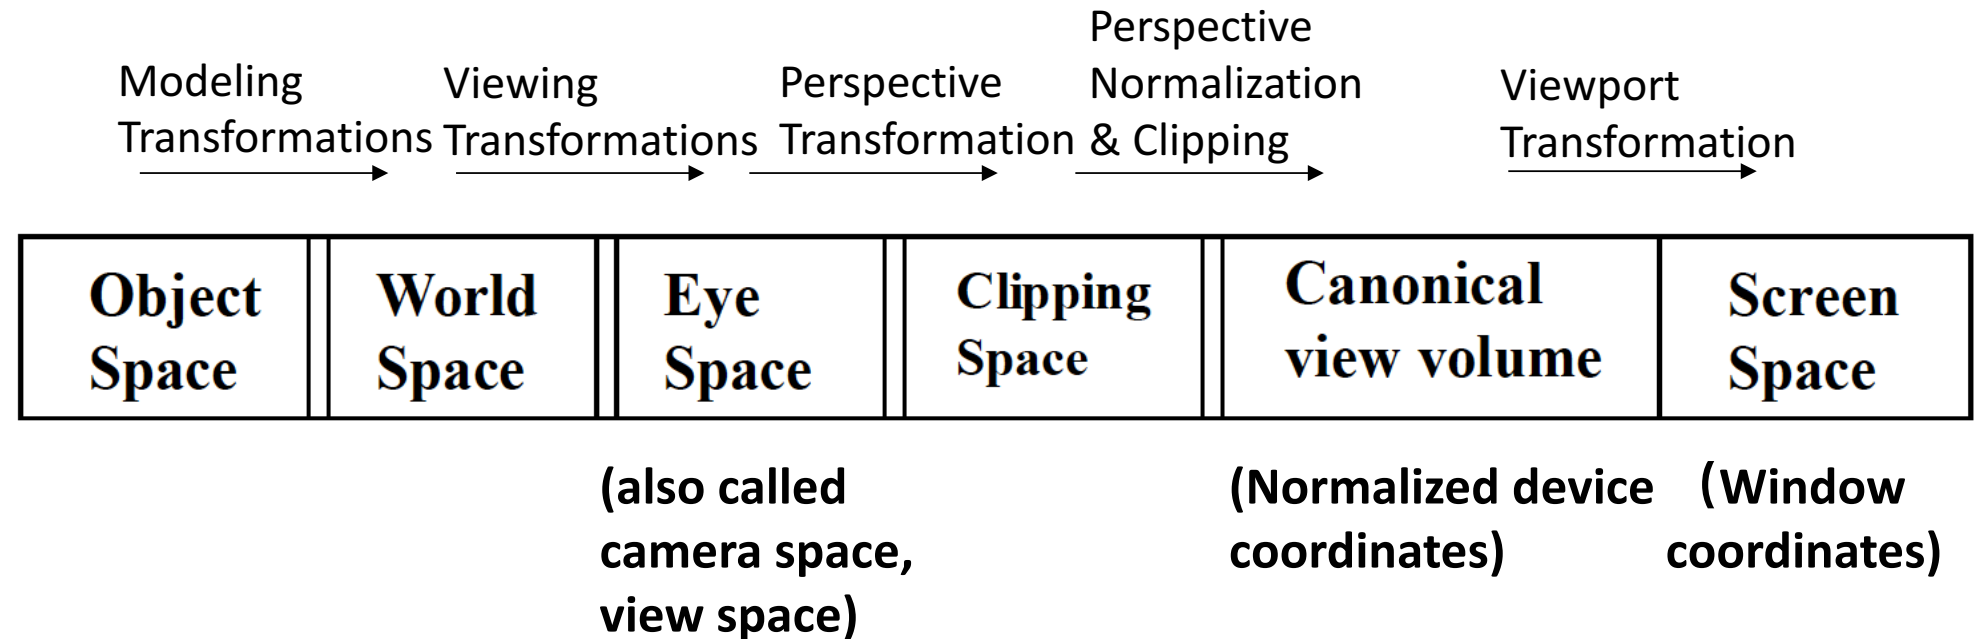 Modeling
Transformations
Viewing
Transformations
Perspective
Transformation
Perspective
Normalization
& Clipping
Viewport
Transformation
Object
Space
World
Space
Eye
Space
Clipping
Space
Canonical
view volume
Screen
Space
(also called
camera space,
view space)
(Normalized device
coordinates)
(Window
coordinates)